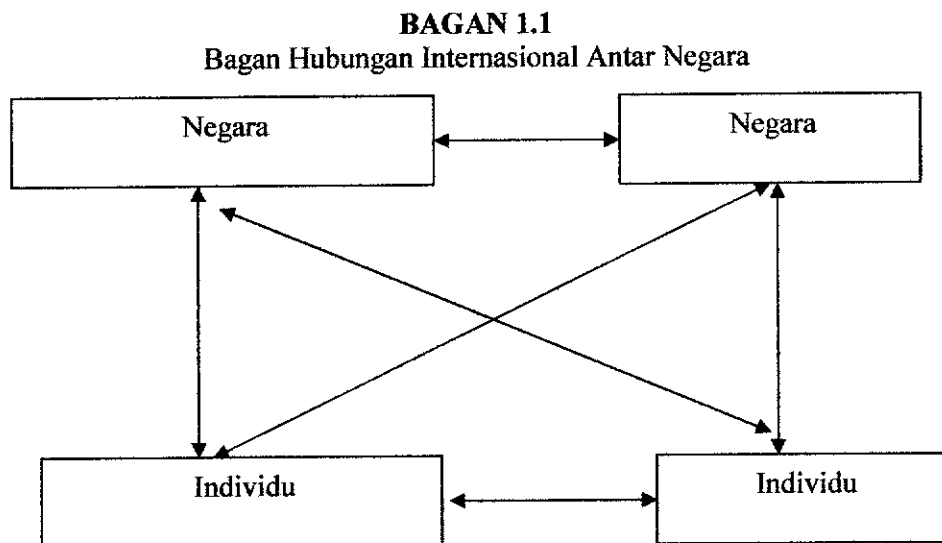 BAGAN 1.1
Bagan Hubungan Internasional Antar Negara
Negara
Negara
Individu
Individu